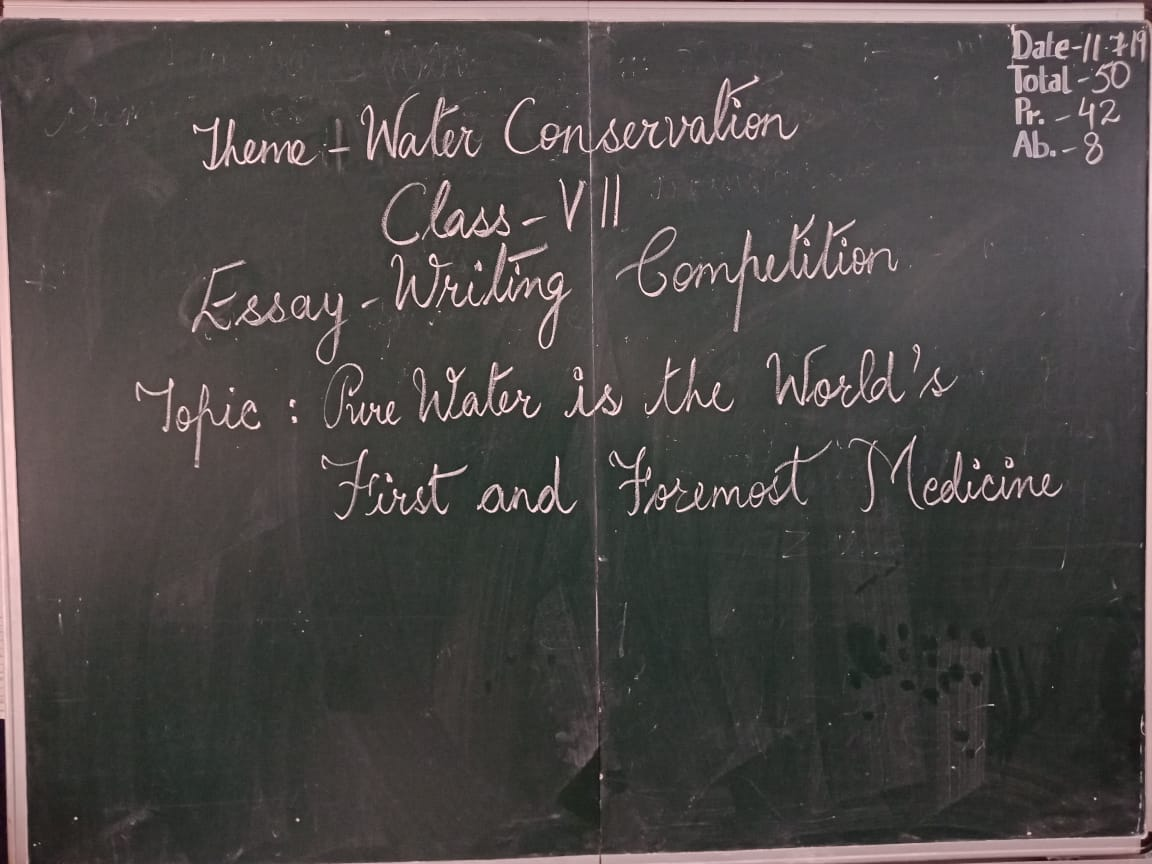 Date-11.7.19
Total-50
Pr.-42
Ab.-8
Theme - Water Conservation
Class-VII
Essay-Writing Competition
Topic : Pure Water is the World's
First and Foremost Medicine